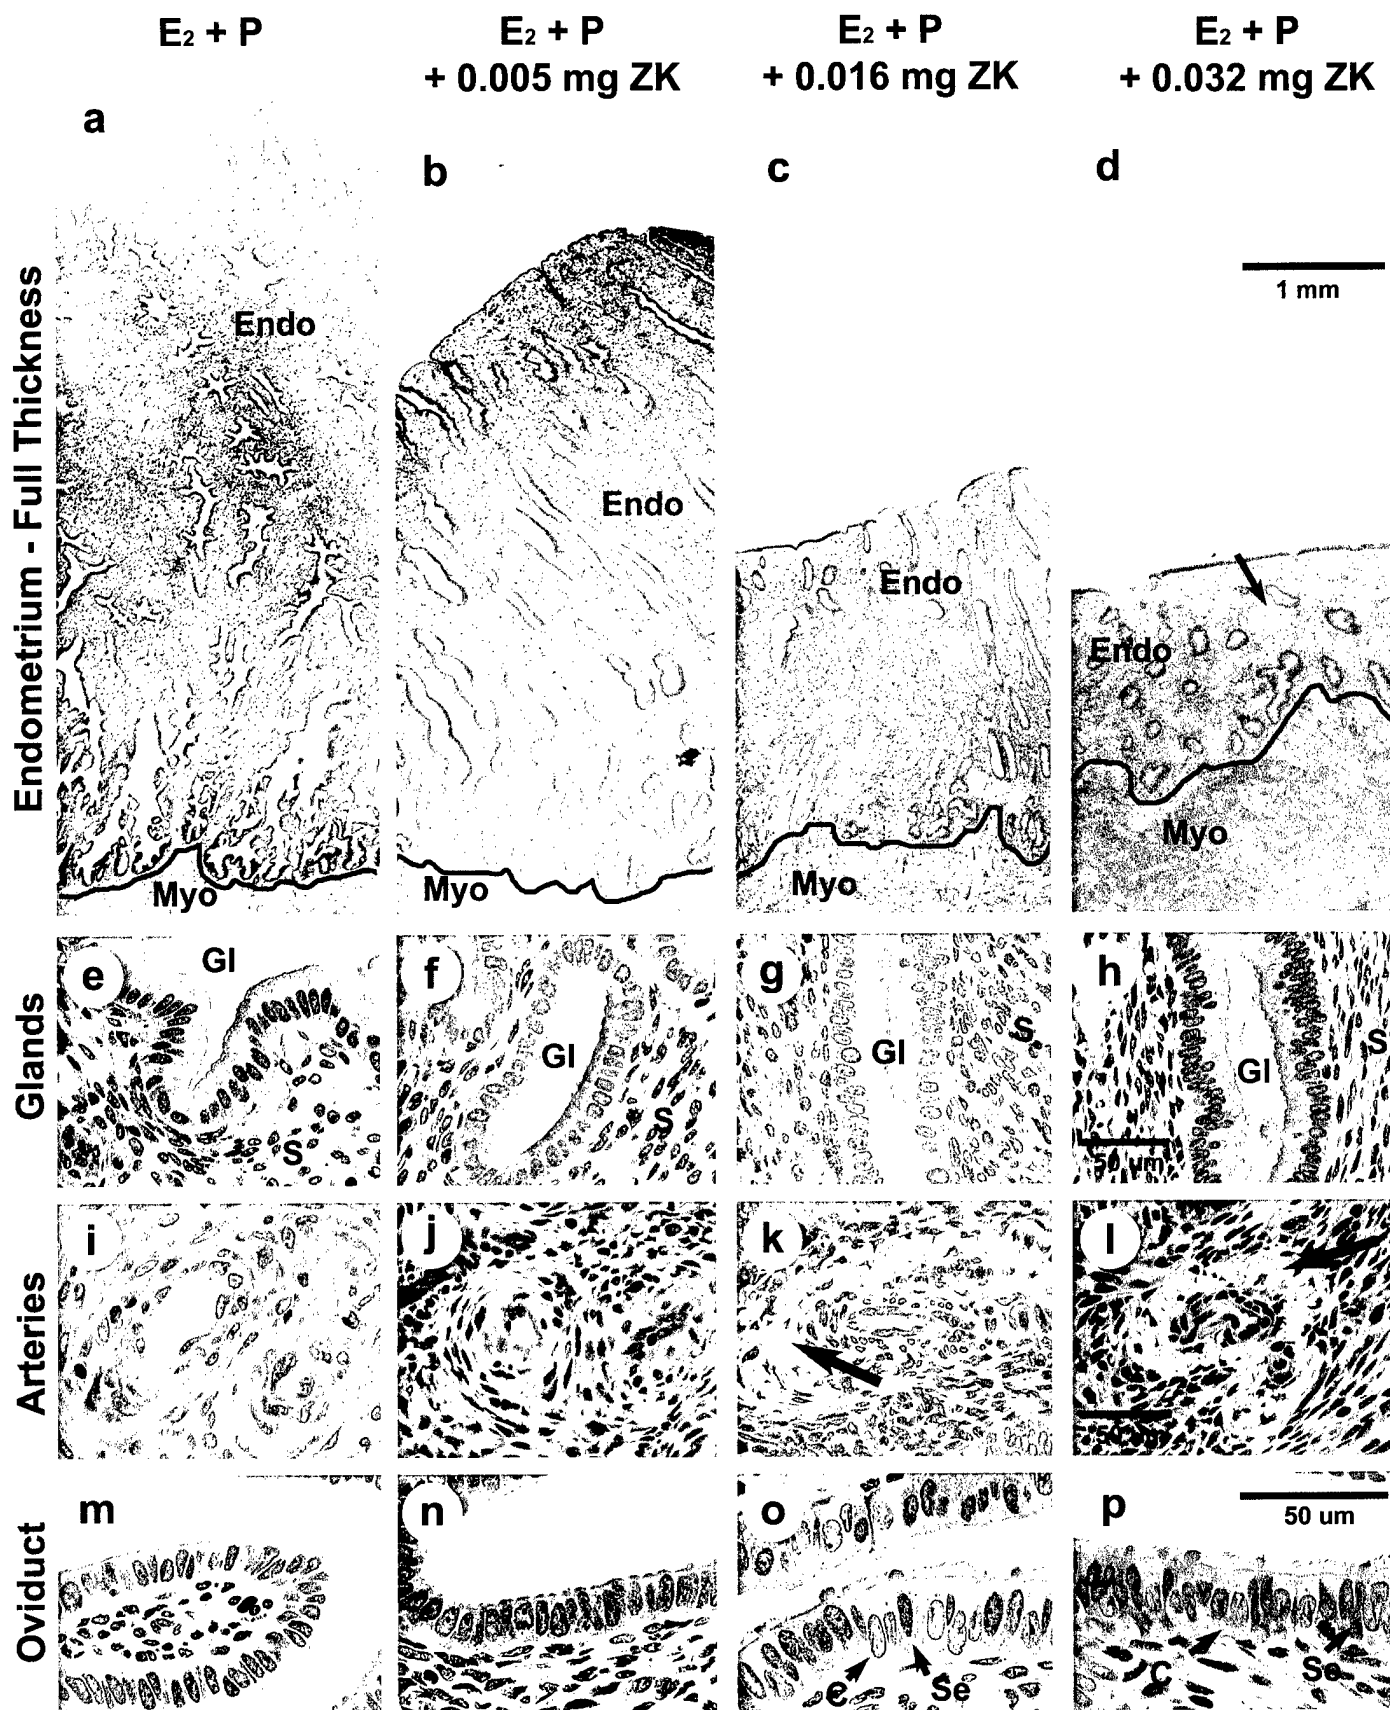 E₂ + P
E₂ + P
+ 0.005 mg ZK
E₂ + P
+ 0.016 mg ZK
E₂ + P
+ 0.032 mg ZK
Endometrium - Full Thickness
a
Endo
Myo
b
Endo
Myo
c
Endo
Myo
d
1 mm
Endo
Myo
Glands
e
Gl
S
f
Gl
S
g
Gl
S
h
Gl
S
50 um
Arteries
i
j
k
l
50 um
Oviduct
m
n
o
C
Se
p
50 um
C
Se